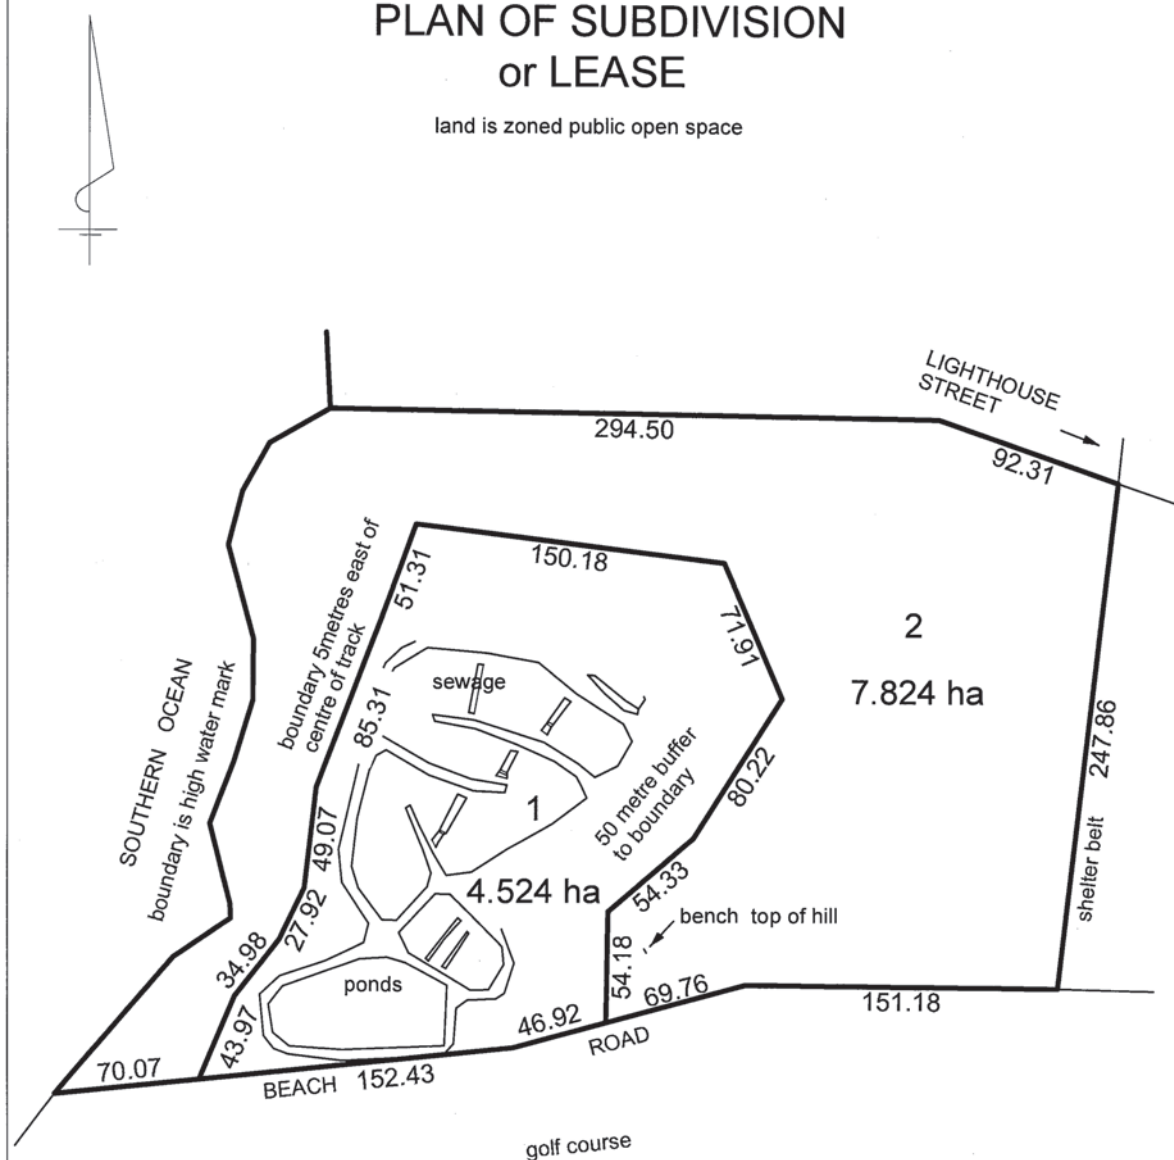 PLAN OF SUBDIVISION
or LEASE
land is zoned public open space
LIGHTHOUSE
STREET
294.50
92.31
150.18
51.31
boundary 5metres east of
centre of track
71.91
2
7.824 ha
85.31
sewage
SOUTHERN OCEAN
boundary is high water mark
247.86
shelter belt
80.22
50 metre buffer
to boundary
1
49.07
4.524 ha
54.33
bench top of hill
27.92
34.98
54.18
ponds
69.76
151.18
46.92
43.97
ROAD
70.07
BEACH
152.43
golf course